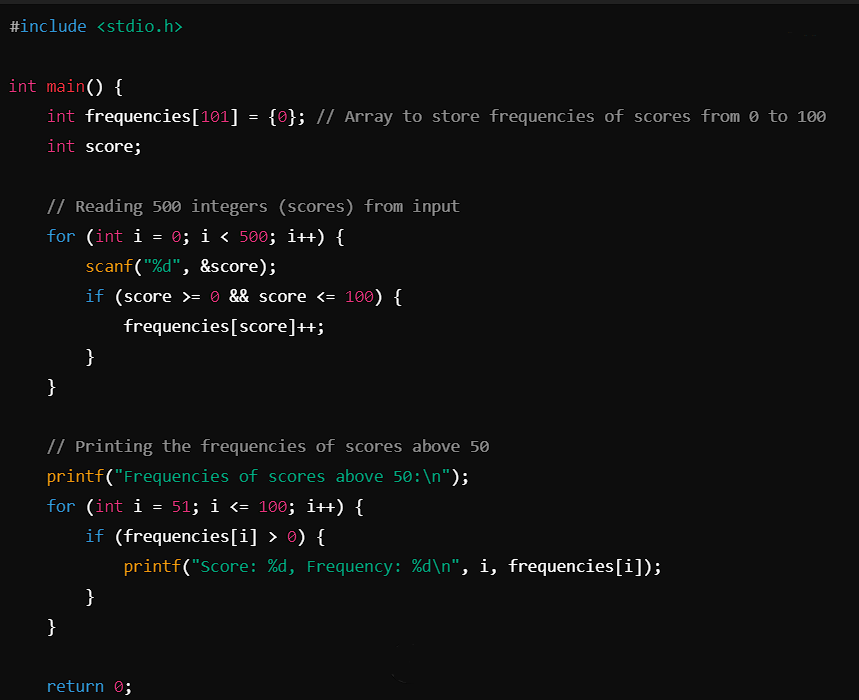 #include <stdio.h>
int main() {
int frequencies[101] = {0}; // Array to store frequencies of scores from 0 to 100
int score;
// Reading 500 integers (scores) from input
for (int i = 0; i < 500; i++) {
scanf("%d", &score);
if (score >= 0 && score <= 100) {
frequencies[score]++;
}
}
// Printing the frequencies of scores above 50
printf("Frequencies of scores above 50:\n");
for (int i = 51; i <= 100; i++) {
if (frequencies[i] > 0) {
printf("Score: %d, Frequency: %d\n", i, frequencies[i]);
}
}
return 0;